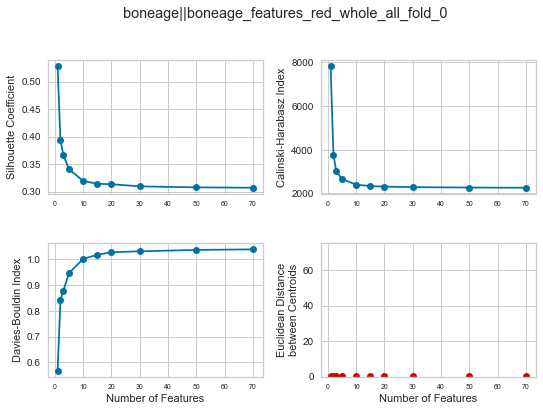 boneage||boneage_features_red_whole_all_fold_0
Silhouette Coefficient
0.50
0.45
0.40
0.35
0.30
0 10 20 30 40 50 60 70
Calinski-Harabasz Index
8000
6000
4000
2000
0 10 20 30 40 50 60 70
Davies-Bouldin Index
1.0
0.9
0.8
0.7
0.6
0 10 20 30 40 50 60 70
Number of Features
Euclidean Distance
between Centroids
60
40
20
0
0 10 20 30 40 50 60 70
Number of Features